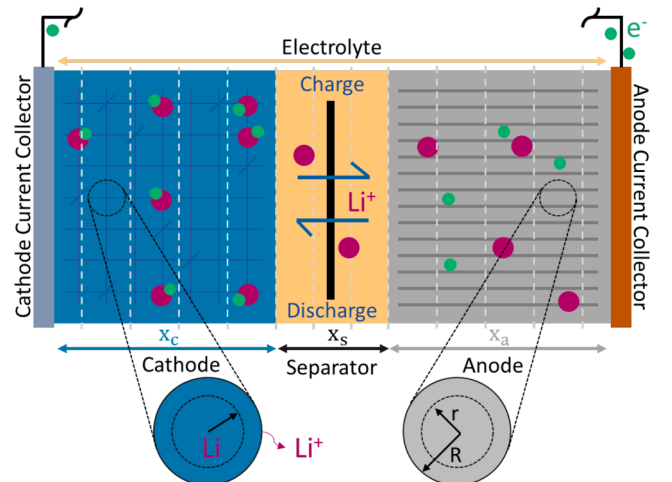 e⁻
Electrolyte
Cathode Current Collector
Charge
Li⁺
Discharge
Anode Current Collector
x_c
x_s
x_a
Cathode
Separator
Anode
Li
Li⁺
r
R